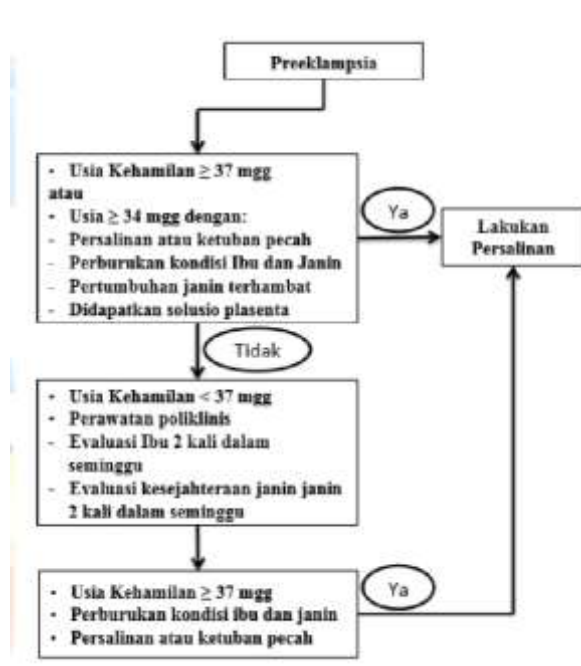 Preeklampsia
• Usia Kehamilan ≥ 37 mgg
atau
• Usia ≥ 34 mgg dengan:
- Persalinan atau ketuban pecah
- Perburukan kondisi Ibu dan Janin
- Pertumbuhan janin terhambat
- Didapatkan solusio plasenta
Ya
Lakukan
Persalinan
Tidak
• Usia Kehamilan < 37 mgg
• Perawatan poliklinis
- Evaluasi Ibu 2 kali dalam
seminggu
- Evaluasi kesejahteraan janin janin
2 kali dalam seminggu
• Usia Kehamilan ≥ 37 mgg
• Perburukan kondisi ibu dan janin
• Persalinan atau ketuban pecah
Ya